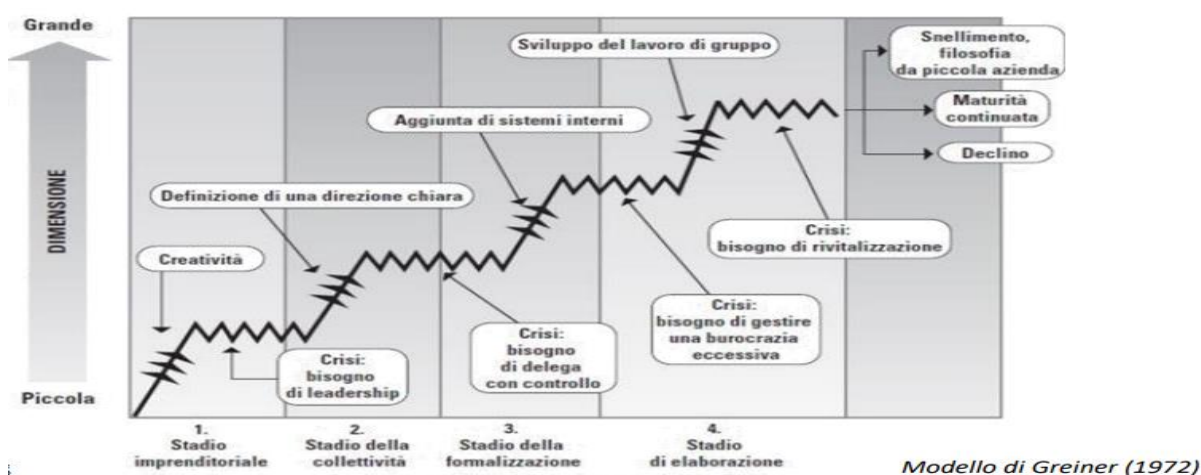 Grande
DIMENSIONE
Piccola
Creatività
Definizione di una direzione chiara
Aggiunta di sistemi interni
Sviluppo del lavoro di gruppo
Snellimento,
filosofia
da piccola azienda
Maturità
continuata
Declino
Crisi:
bisogno
di leadership
Crisi:
bisogno
di delega
con controllo
Crisi:
bisogno di gestire
una burocrazia
eccessiva
Crisi:
bisogno di rivitalizzazione
1.
Stadio
imprenditoriale
2.
Stadio della
collettività
3.
Stadio della
formalizzazione
4.
Stadio
di elaborazione
Modello di Greiner (1972)